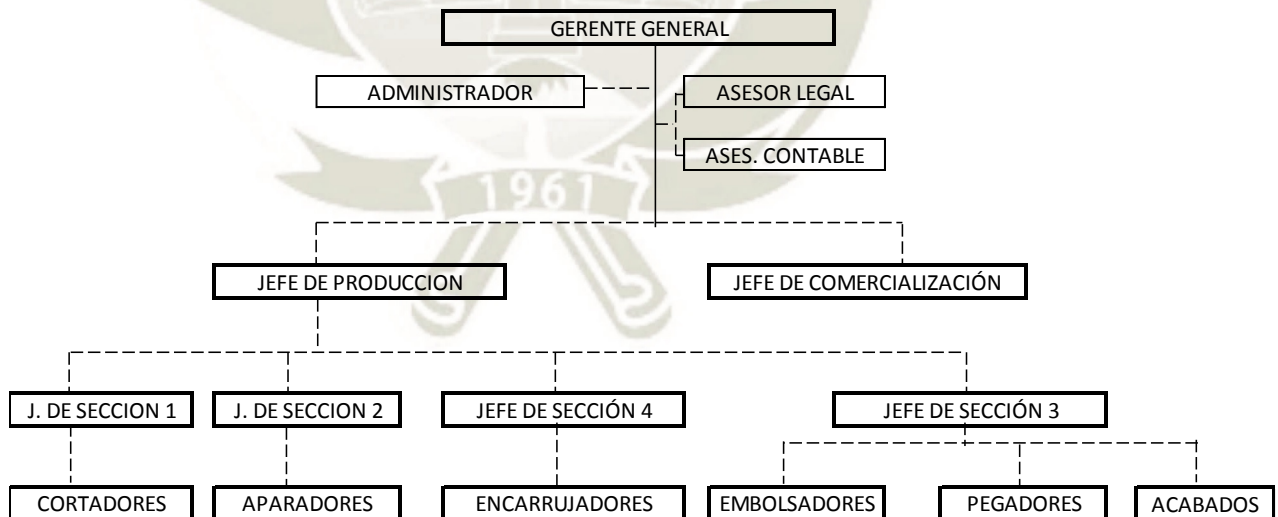 GERENTE GENERAL
ADMINISTRADOR
ASESOR LEGAL
ASES. CONTABLE
1961
JEFE DE PRODUCCION
JEFE DE COMERCIALIZACIÓN
J. DE SECCION 1
J. DE SECCION 2
JEFE DE SECCIÓN 4
JEFE DE SECCIÓN 3
CORTADORES
APARADORES
ENCARRUJADORES
EMBOLSADORES
PEGADORES
ACABADOS